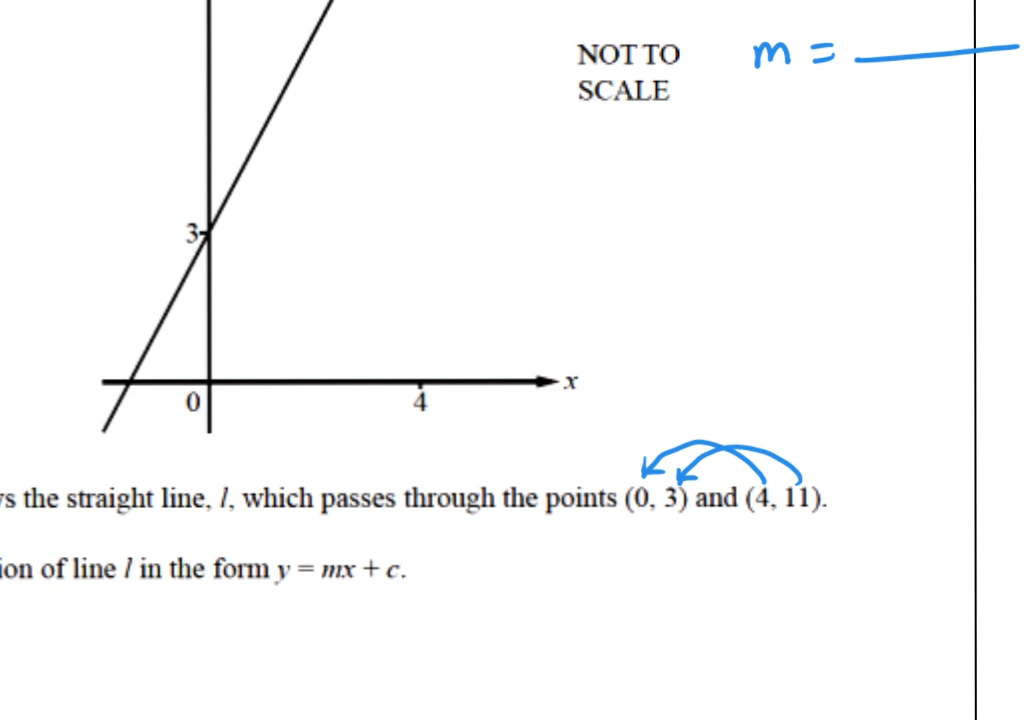 NOT TO
SCALE
m =
3
0
4
x
s the straight line, l, which passes through the points (0, 3) and (4, 11).
ion of line l in the form y = mx + c.